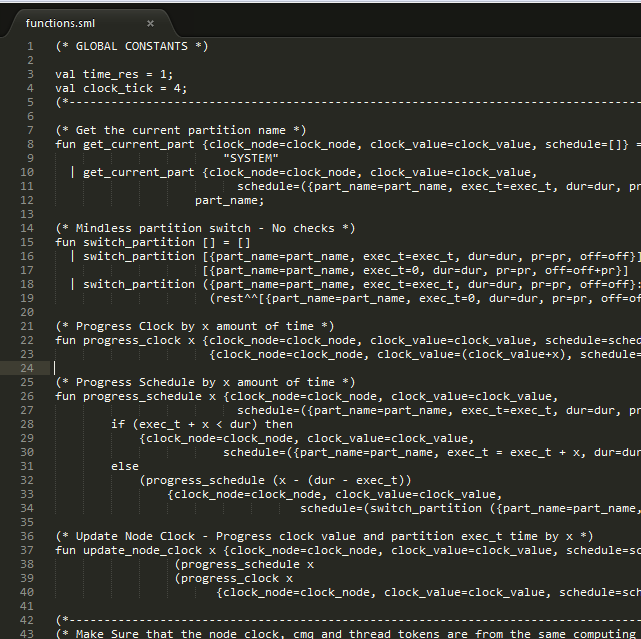 functions.sml ×
1 (* GLOBAL CONSTANTS *)
2
3 val time_res = 1;
4 val clock_tick = 4;
5 (*----------------------------------------------------------------------------------
6
7 (* Get the current partition name *)
8 fun get_current_part {clock_node=clock_node, clock_value=clock_value, schedule=[]} =
9 "SYSTEM"
10 | get_current_part {clock_node=clock_node, clock_value=clock_value,
11 schedule=({part_name=part_name, exec_t=exec_t, dur=dur, pr
12 part_name;
13
14 (* Mindless partition switch - No checks *)
15 fun switch_partition [] = []
16 | switch_partition [{part_name=part_name, exec_t=exec_t, dur=dur, pr=pr, off=off}]
17 [{part_name=part_name, exec_t=0, dur=dur, pr=pr, off=off+pr}]
18 | switch_partition ({part_name=part_name, exec_t=exec_t, dur=dur, pr=pr, off=off}:
19 (rest^^[{part_name=part_name, exec_t=0, dur=dur, pr=pr, off=of
20
21 (* Progress Clock by x amount of time *)
22 fun progress_clock x {clock_node=clock_node, clock_value=clock_value, schedule=sched
23 {clock_node=clock_node, clock_value=(clock_value+x), schedule=
24
25 (* Progress Schedule by x amount of time *)
26 fun progress_schedule x {clock_node=clock_node, clock_value=clock_value,
27 schedule=({part_name=part_name, exec_t=exec_t, dur=dur, pr
28 if (exec_t + x < dur) then
29 {clock_node=clock_node, clock_value=clock_value,
30 schedule=({part_name=part_name, exec_t = exec_t + x, dur=dur
31 else
32 (progress_schedule (x - (dur - exec_t))
33 {clock_node=clock_node, clock_value=clock_value,
34 schedule=(switch_partition ({part_name=part_name,
35
36 (* Update Node Clock - Progress clock value and partition exec_t time by x *)
37 fun update_node_clock x {clock_node=clock_node, clock_value=clock_value, schedule=sc
38 (progress_schedule x
39 (progress_clock x
40 {clock_node=clock_node, clock_value=clock_value, schedule=sch
41
42 (*----------------------------------------------------------------------------------
43 (* Make Sure that the node clock, cmq and thread tokens are from the same computing